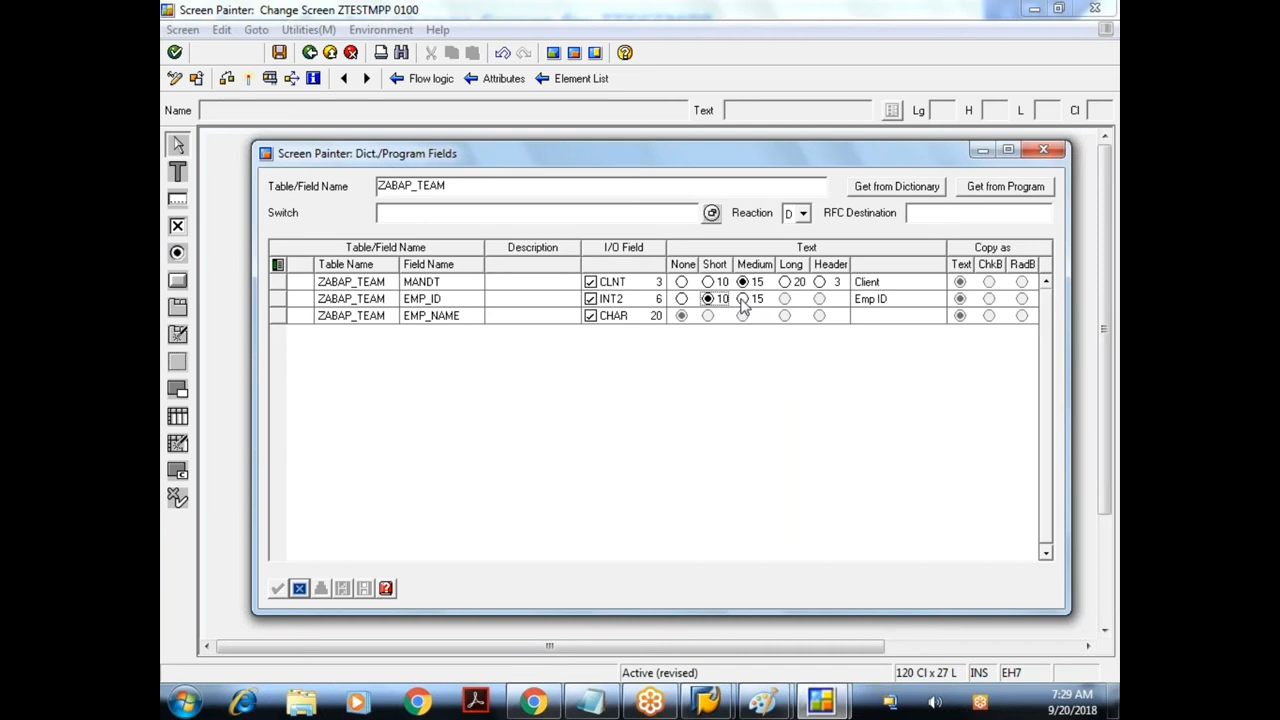 Screen Painter: Change Screen ZTESTMPP 0100
Screen Edit Goto Utilities(M) Environment Help
Flow logic Attributes Element List
Name Text Lg H L Cl
Screen Painter: Dict./Program Fields
Table/Field Name ZABAP_TEAM Get from Dictionary Get from Program
Switch Reaction D RFC Destination
Table/Field Name Description I/O Field Text Copy as
Table Name Field Name None Short Medium Long Header Text ChkB RadB
ZABAP_TEAM MANDT CLNT 3 10 15 20 3 Client
ZABAP_TEAM EMP_ID INT2 6 10 15 Emp ID
ZABAP_TEAM EMP_NAME CHAR 20
Active (revised) 120 Cl x 27 L INS EH7
7:29 AM
9/20/2018